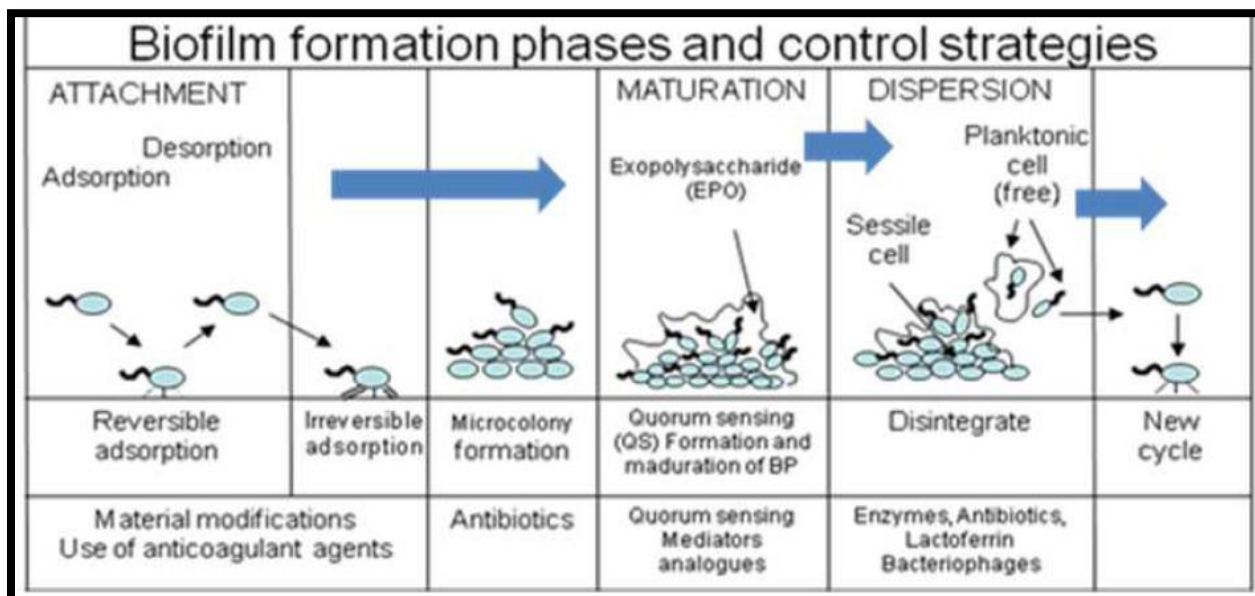 Biofilm formation phases and control strategies
ATTACHMENT
Desorption
Adsorption
MATURATION
Exopolysaccharide
(EPO)
DISPERSION
Planktonic
cell
(free)
Sessile
cell
Reversible
adsorption
Irreversible
adsorption
Microcolony
formation
Quorum sensing
(QS) Formation and
maduration of BP
Disintegrate
New
cycle
Material modifications
Use of anticoagulant agents
Antibiotics
Quorum sensing
Mediators
analogues
Enzymes, Antibiotics,
Lactoferrin
Bacteriophages